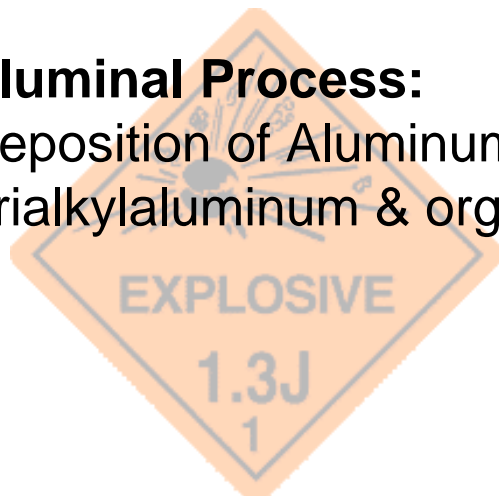 luminal Process:
eposition of Aluminum
rialkylaluminum & org
EXPLOSIVE
1.3J
1